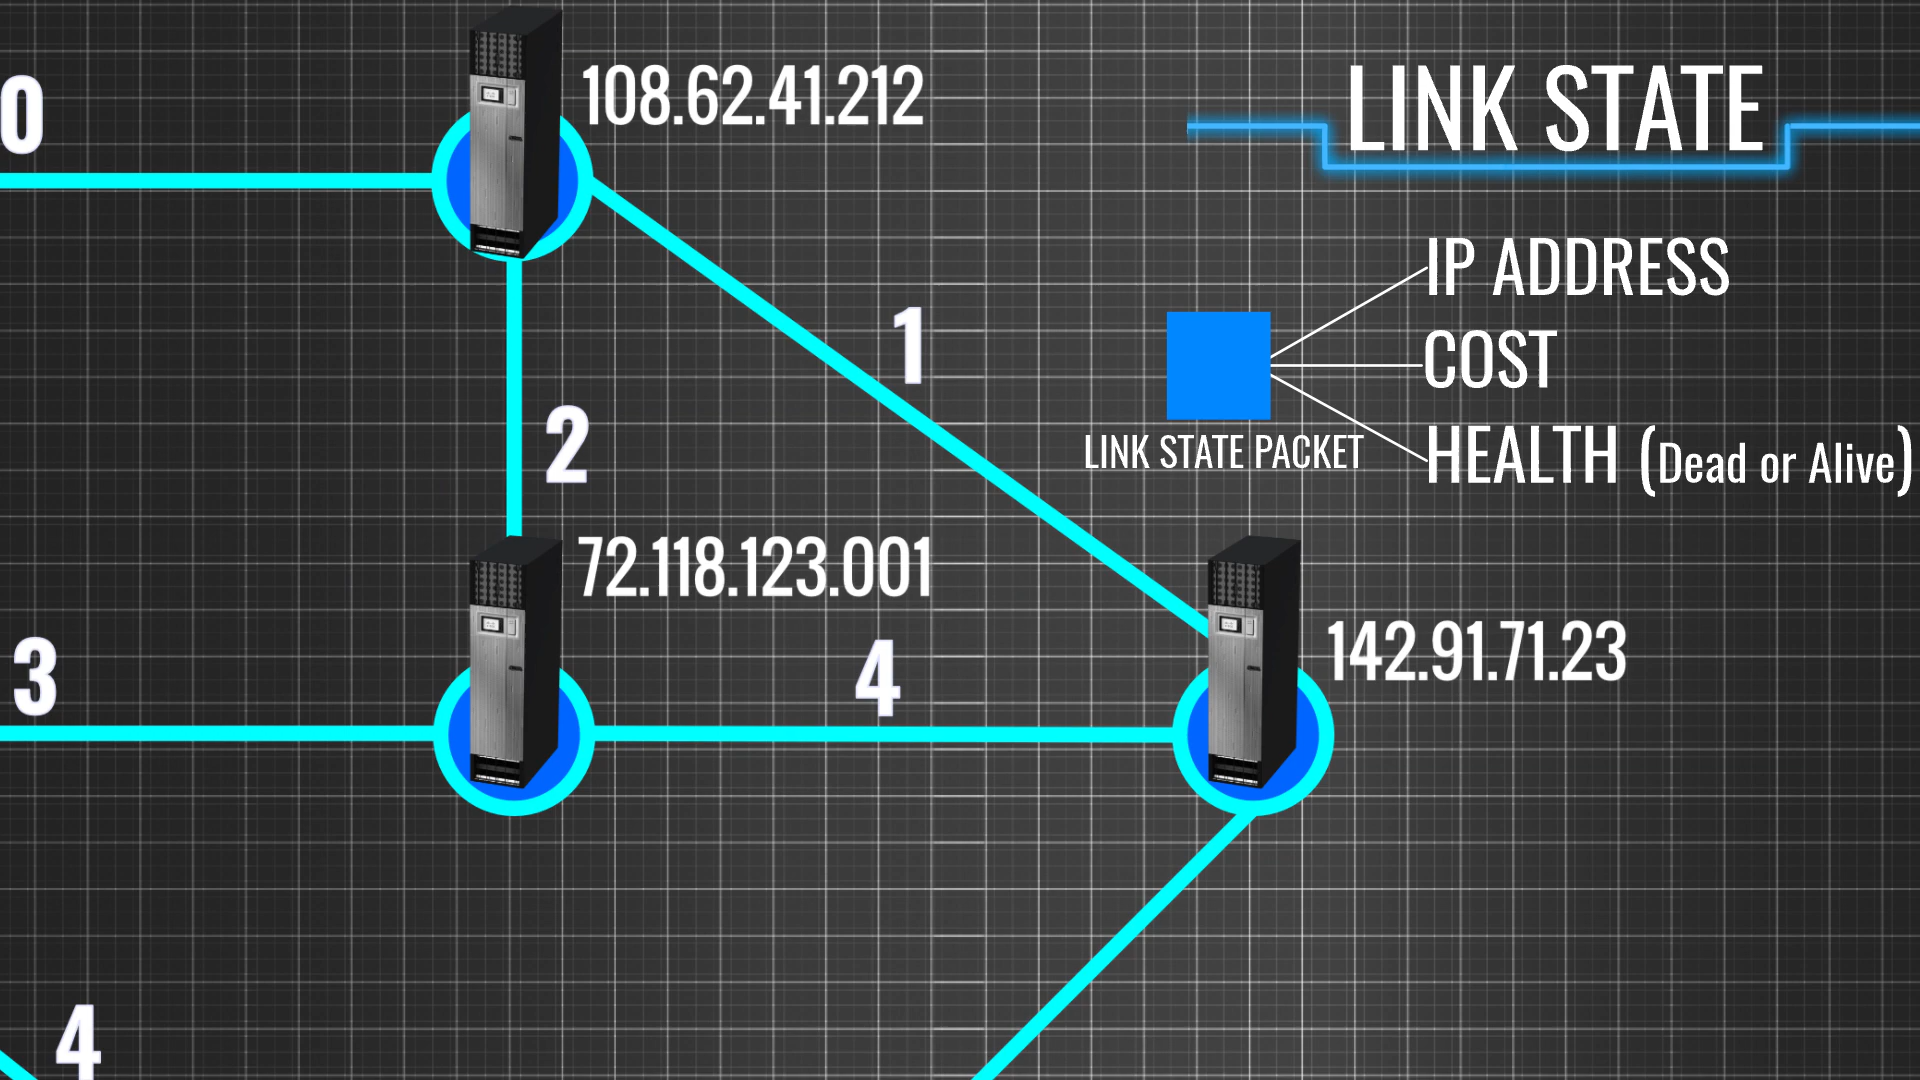 0
108.62.41.212
LINK STATE
IP ADDRESS
1
COST
2
LINK STATE PACKET
HEALTH (Dead or Alive)
72.118.123.001
3
4
142.91.71.23
4